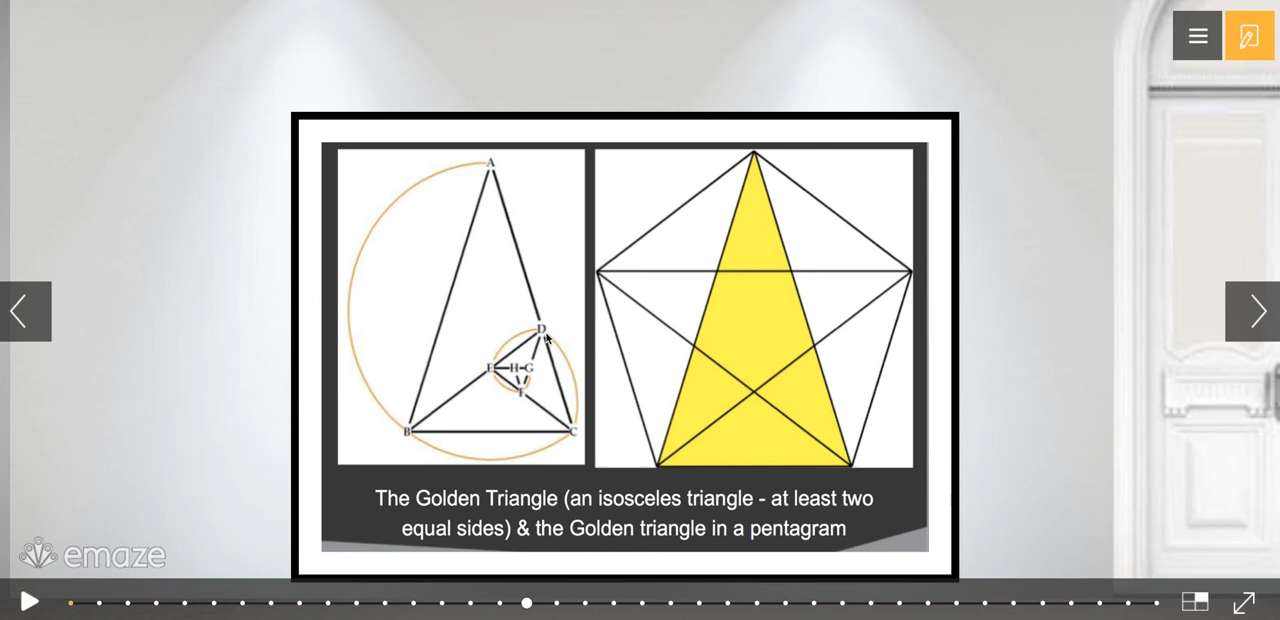 A
D
E H G
F
B C
The Golden Triangle (an isosceles triangle - at least two
equal sides) & the Golden triangle in a pentagram
emaze